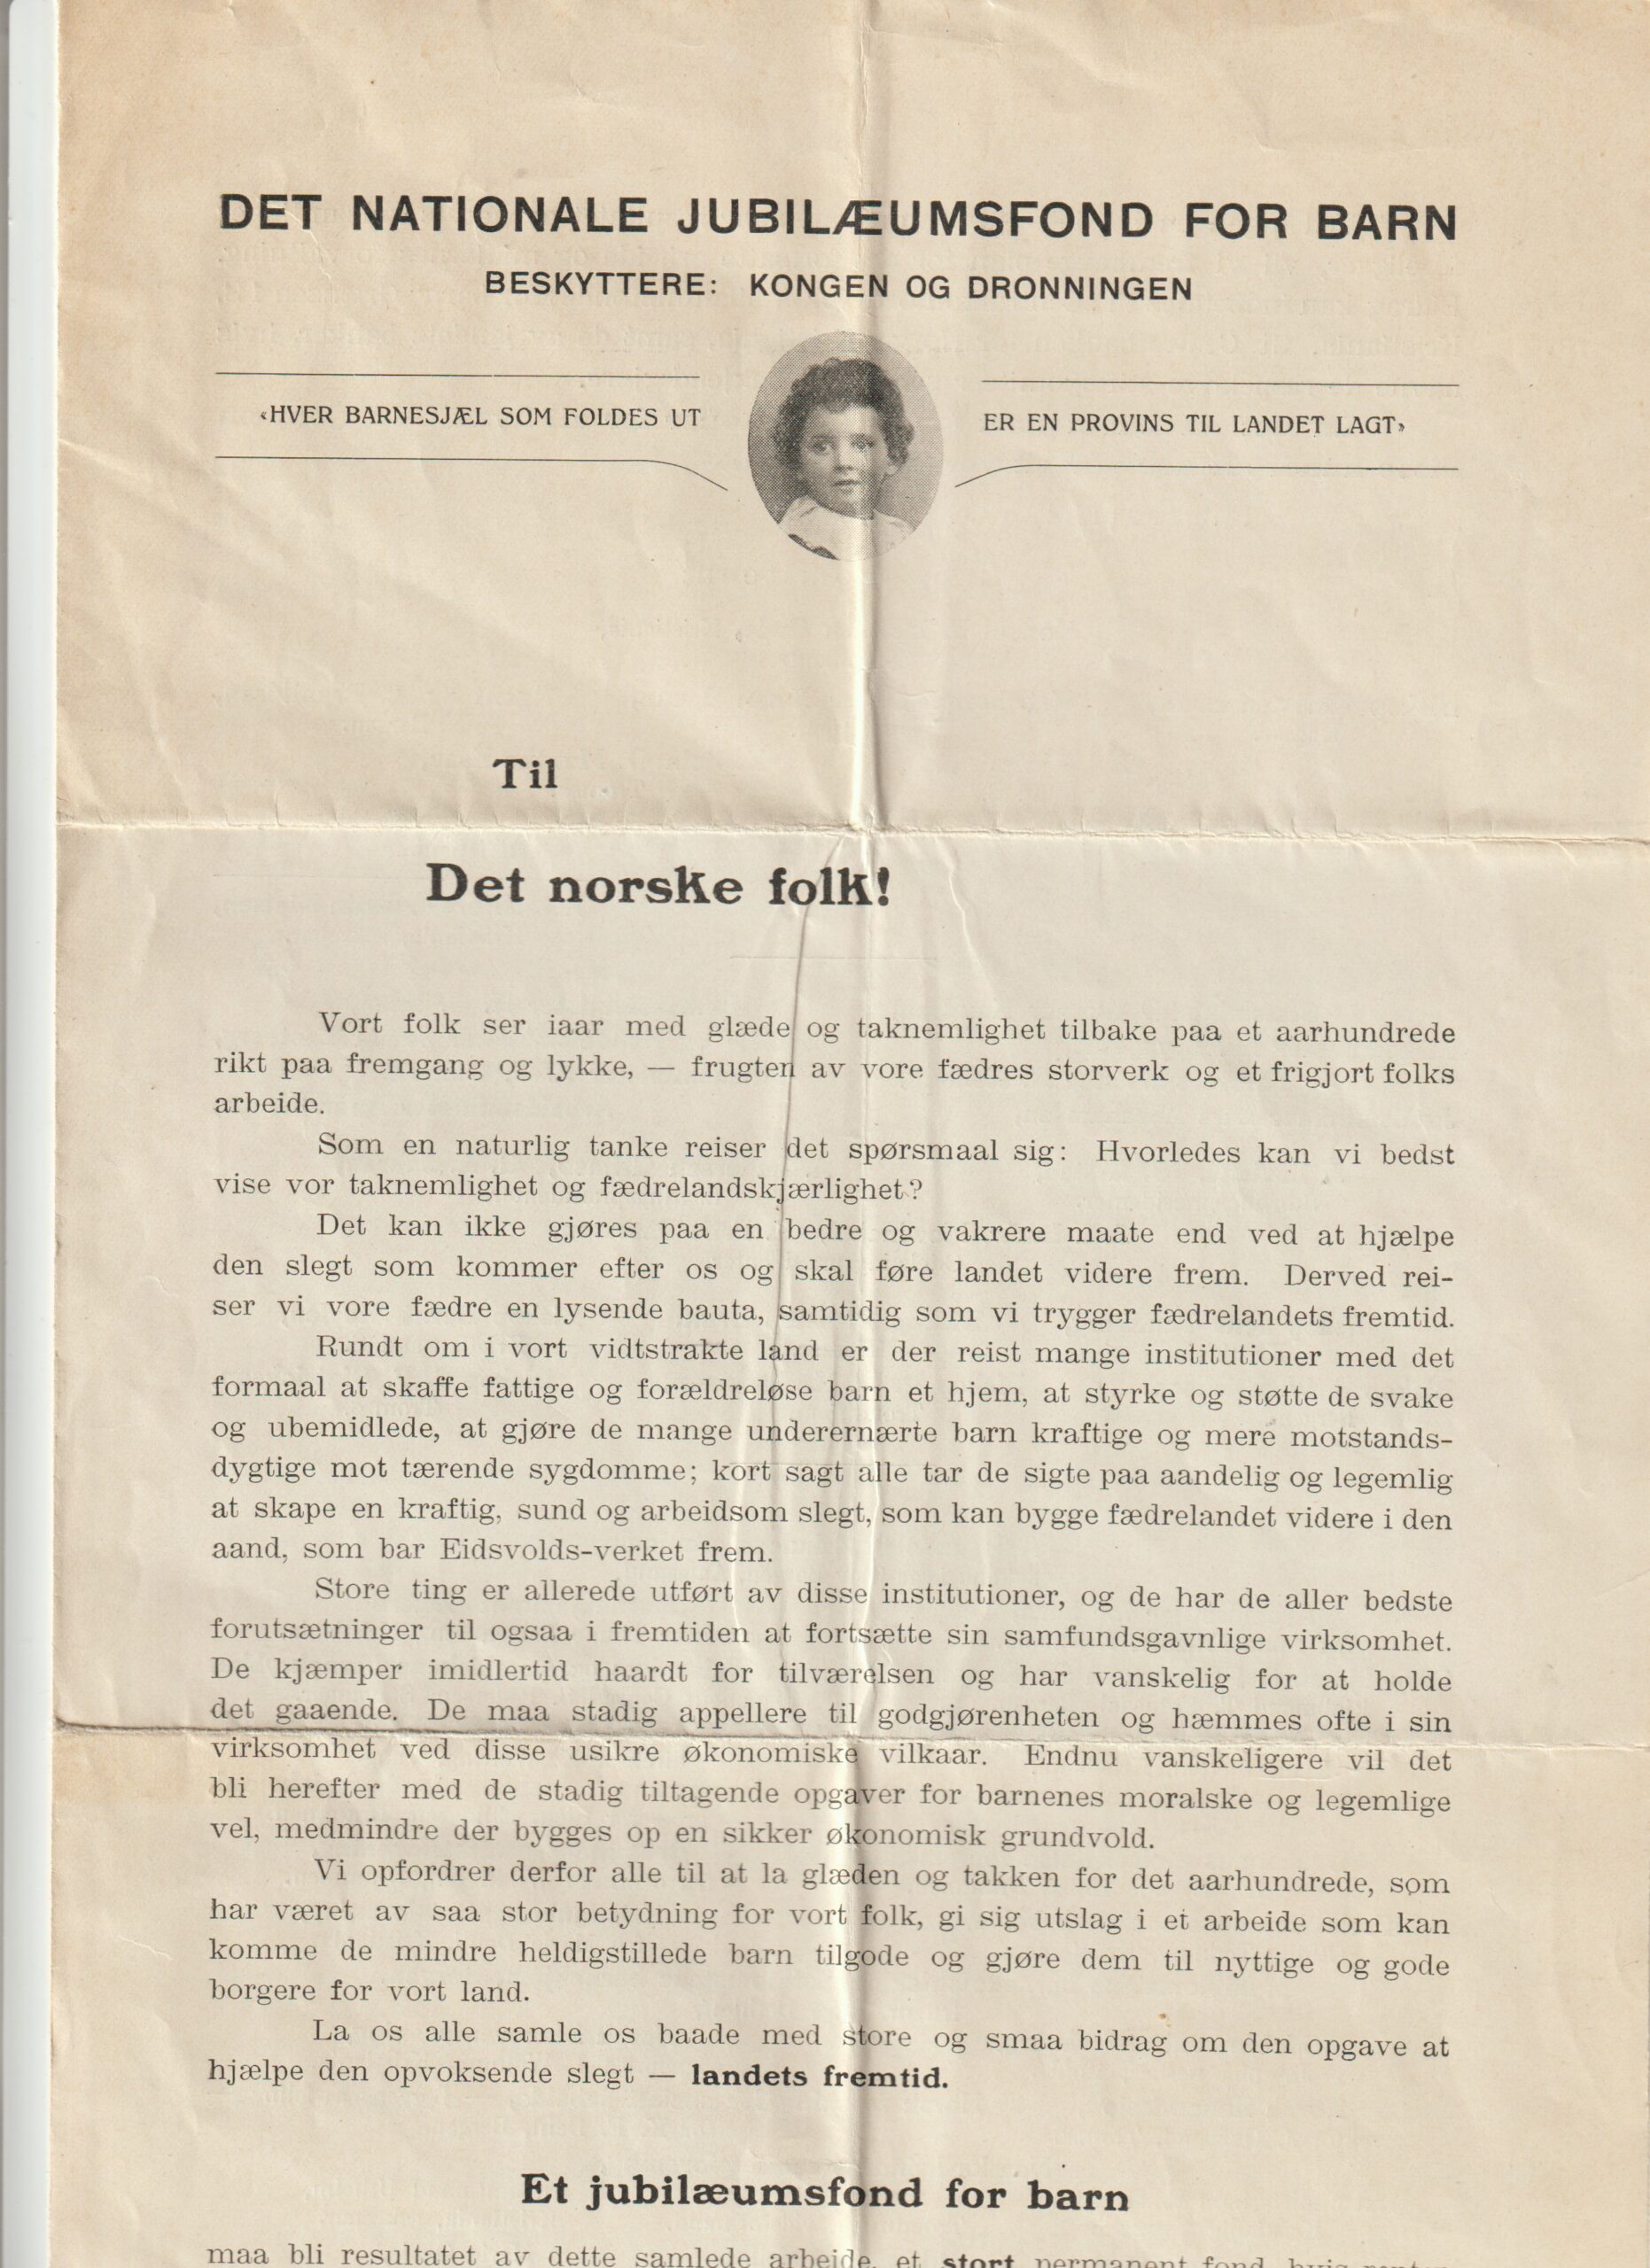 DET NATIONALE JUBILÆUMSFOND FOR BARN
BESKYTTERE: KONGEN OG DRONNINGEN
‹HVER BARNESJÆL SOM FOLDES UT
ER EN PROVINS TIL LANDET LAGT›
Til
Det norske folk!
Vort folk ser iaar med glæde og taknemlighet tilbake paa et aarhundrede
rikt paa fremgang og lykke, — frugten av vore fædres storverk og et frigjort folks
arbeide.
Som en naturlig tanke reiser det spørsmaal sig: Hvorledes kan vi bedst
vise vor taknemlighet og fædrelandskjærlighet?
Det kan ikke gjøres paa en bedre og vakrere maate end ved at hjælpe
den slegt som kommer efter os og skal føre landet videre frem. Derved rei-
ser vi vore fædre en lysende bauta, samtidig som vi trygger fædrelandets fremtid.
Rundt om i vort vidtstrakte land er der reist mange institutioner med det
formaal at skaffe fattige og forældreløse barn et hjem, at styrke og støtte de svake
og ubemidlede, at gjøre de mange underernærte barn kraftige og mere motstands-
dygtige mot tærende sygdomme; kort sagt alle tar de sigte paa aandelig og legemlig
at skape en kraftig, sund og arbeidsom slegt, som kan bygge fædrelandet videre i den
aand, som bar Eidsvolds-verket frem.
Store ting er allerede utført av disse institutioner, og de har de aller bedste
forutsætninger til ogsaa i fremtiden at fortsætte sin samfundsgavnlige virksomhet.
De kjæmper imidlertid haardt for tilværelsen og har vanskelig for at holde
det gaaende. De maa stadig appellere til godgjørenheten og hæmmes ofte i sin
virksomhet ved disse usikre økonomiske vilkaar. Endnu vanskeligere vil det
bli herefter med de stadig tiltagende opgaver for barnenes moralske og legemlige
vel, medmindre der bygges op en sikker økonomisk grundvold.
Vi opfordrer derfor alle til at la glæden og takken for det aarhundrede, som
har været av saa stor betydning for vort folk, gi sig utslag i et arbeide som kan
komme de mindre heldigstillede barn tilgode og gjøre dem til nyttige og gode
borgere for vort land.
La os alle samle os baade med store og smaa bidrag om den opgave at
hjælpe den opvoksende slegt — landets fremtid.
Et jubilæumsfond for barn
maa bli resultatet av dette samlede arbeide, et stort permanent fond, hvis